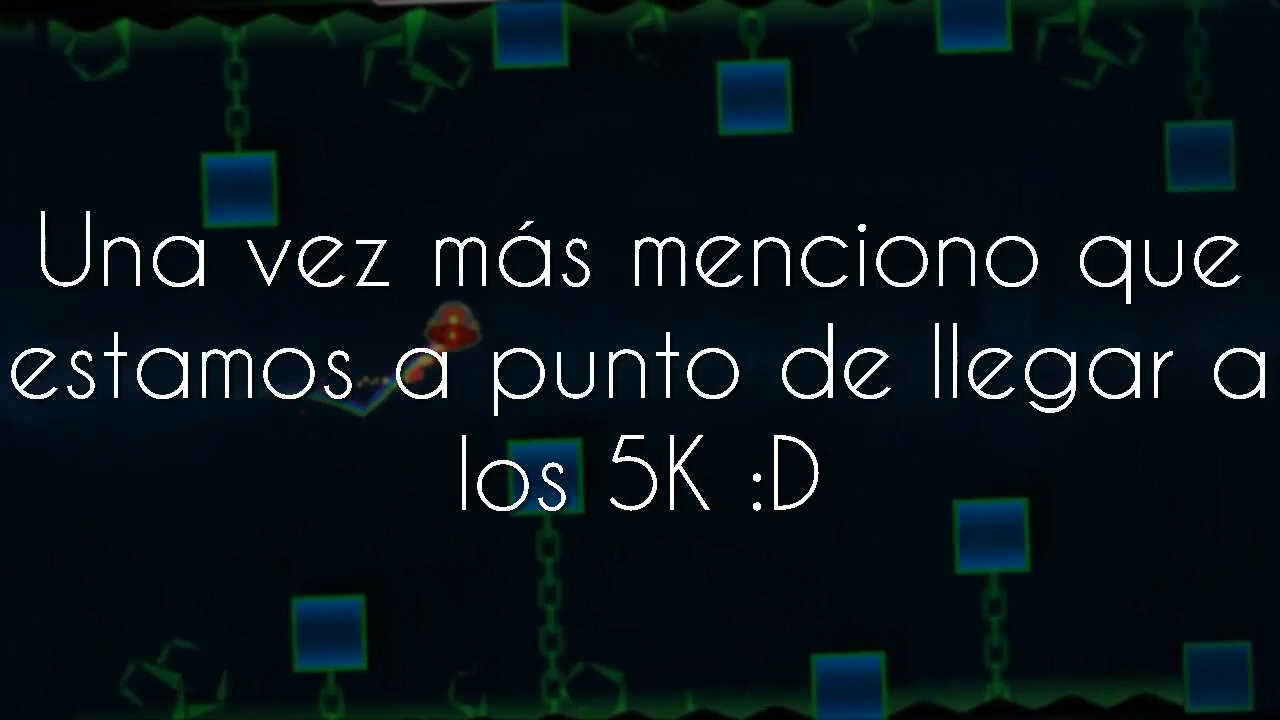 Una vez más menciono que
estamos a punto de llegar a
los 5K :D